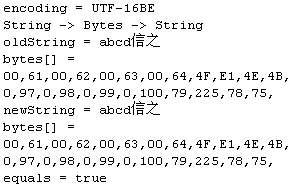 encoding = UTF-16BE
String -> Bytes -> String
oldString = abcd信之
bytes[] =
00,61,00,62,00,63,00,64,4F,E1,4E,4B,
0,97,0,98,0,99,0,100,79,225,78,75,
newString = abcd信之
bytes[] =
00,61,00,62,00,63,00,64,4F,E1,4E,4B,
0,97,0,98,0,99,0,100,79,225,78,75,
equals = true